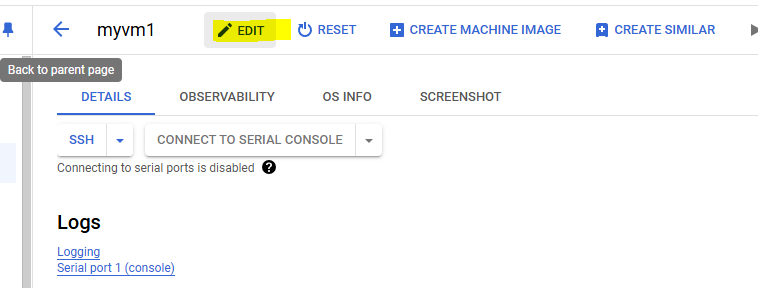 myvm1 EDIT RESET CREATE MACHINE IMAGE CREATE SIMILAR
Back to parent page
DETAILS OBSERVABILITY OS INFO SCREENSHOT
SSH CONNECT TO SERIAL CONSOLE
Connecting to serial ports is disabled ?
Logs
Logging
Serial port 1 (console)